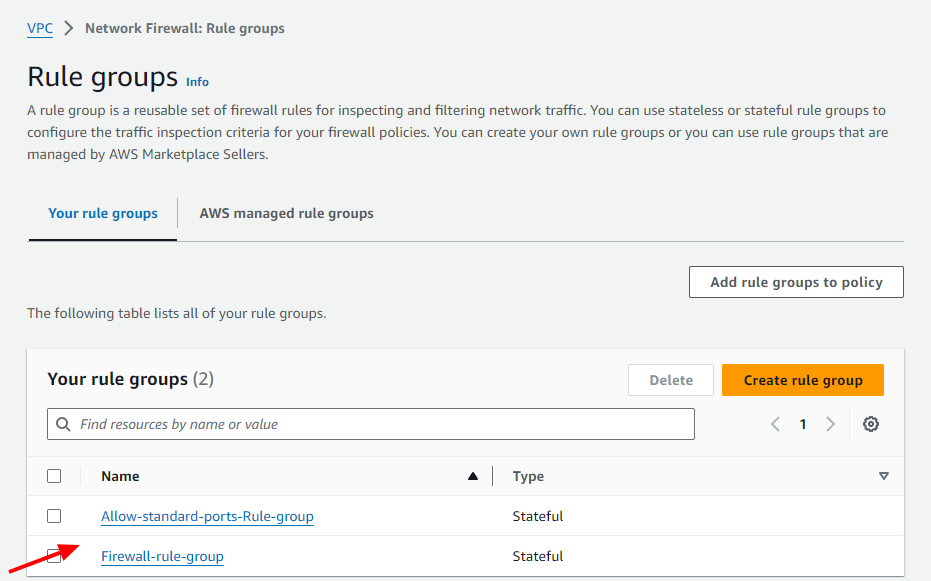 VPC > Network Firewall: Rule groups
Rule groups Info
A rule group is a reusable set of firewall rules for inspecting and filtering network traffic. You can use stateless or stateful rule groups to
configure the traffic inspection criteria for your firewall policies. You can create your own rule groups or you can use rule groups that are
managed by AWS Marketplace Sellers.
Your rule groups AWS managed rule groups
Add rule groups to policy
The following table lists all of your rule groups.
Your rule groups (2) Delete Create rule group
Find resources by name or value 1
Name Type
Allow-standard-ports-Rule-group Stateful
Firewall-rule-group Stateful